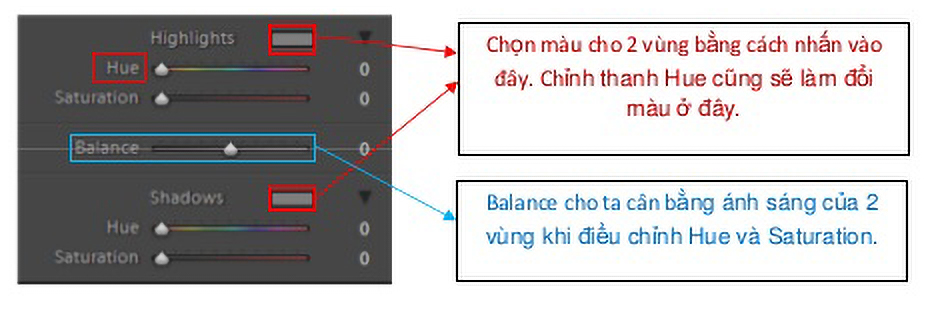 Highlights
Hue 0
Saturation 0
Balance 0
Shadows
Hue 0
Saturation 0
Chọn màu cho 2 vùng bằng cách nhấn vào
đây. Chỉnh thanh Hue cũng sẽ làm đổi
màu ở đây.
Balance cho ta cân bằng ánh sáng của 2
vùng khi điều chỉnh Hue và Saturation.